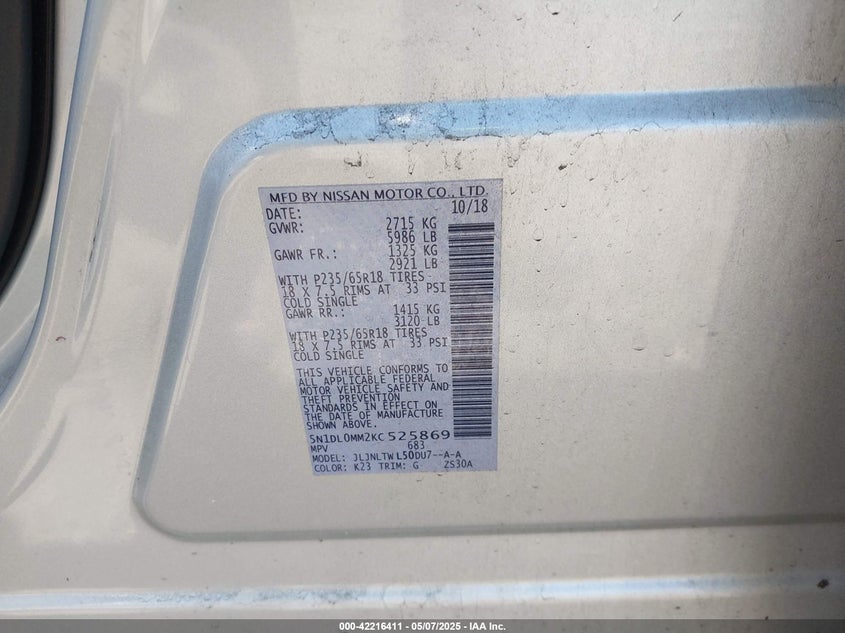 MFD BY NISSAN MOTOR CO., LTD.
DATE: 10/18
GVWR: 2715 KG
5986 LB
GAWR FR.: 1325 KG
2921 LB
WITH P235/65R18 TIRES
18 X 7.5 RIMS AT 33 PSI
COLD SINGLE
GAWR RR.: 1415 KG
3120 LB
WITH P235/65R18 TIRES
18 X 7.5 RIMS AT 33 PSI
COLD SINGLE
THIS VEHICLE CONFORMS TO
ALL APPLICABLE FEDERAL
MOTOR VEHICLE SAFETY AND
THEFT PREVENTION
STANDARDS IN EFFECT ON
THE DATE OF MANUFACTURE
SHOWN ABOVE.
5N1DL0MM2KC525869
MPV 683
MODEL: JLJNLTWL50DU7--A-A
COLOR: K23 TRIM: G ZS30A
000-42216411 — 05/07/2025 — IAA Inc.